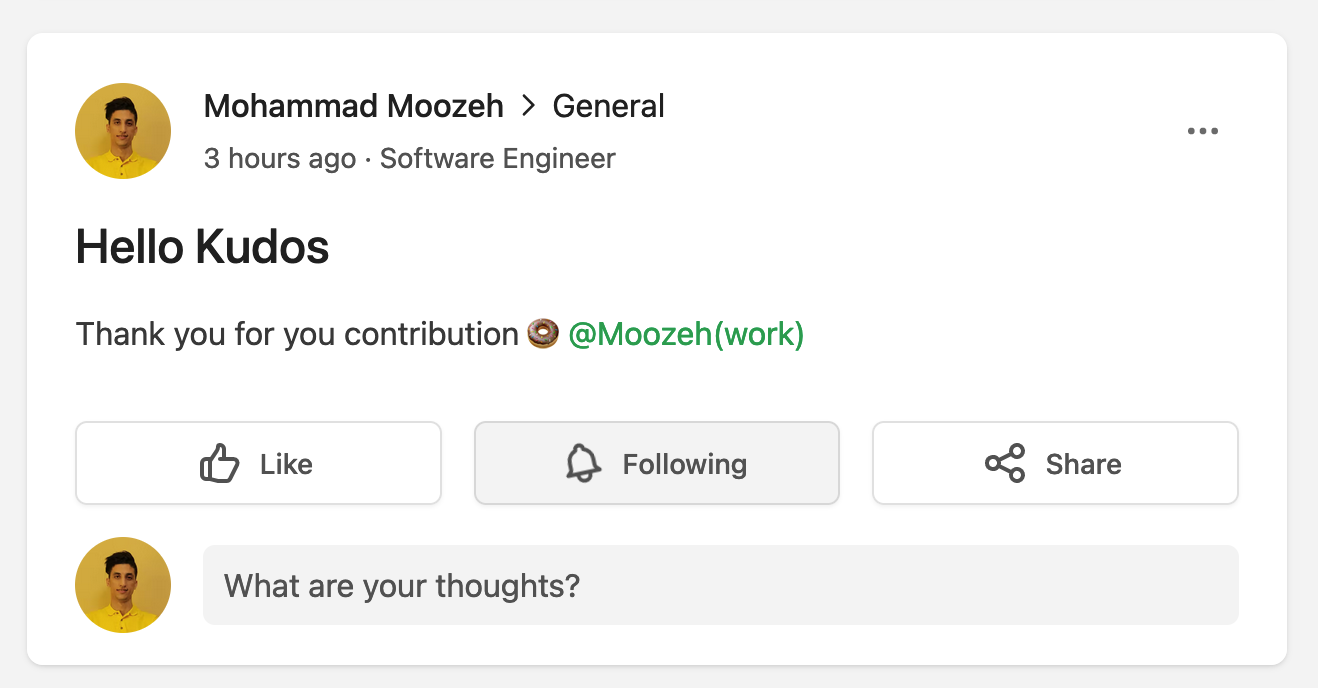 Mohammad Moozeh > General
3 hours ago · Software Engineer
Hello Kudos
Thank you for you contribution 🍩 @Moozeh(work)
Like
Following
Share
What are your thoughts?